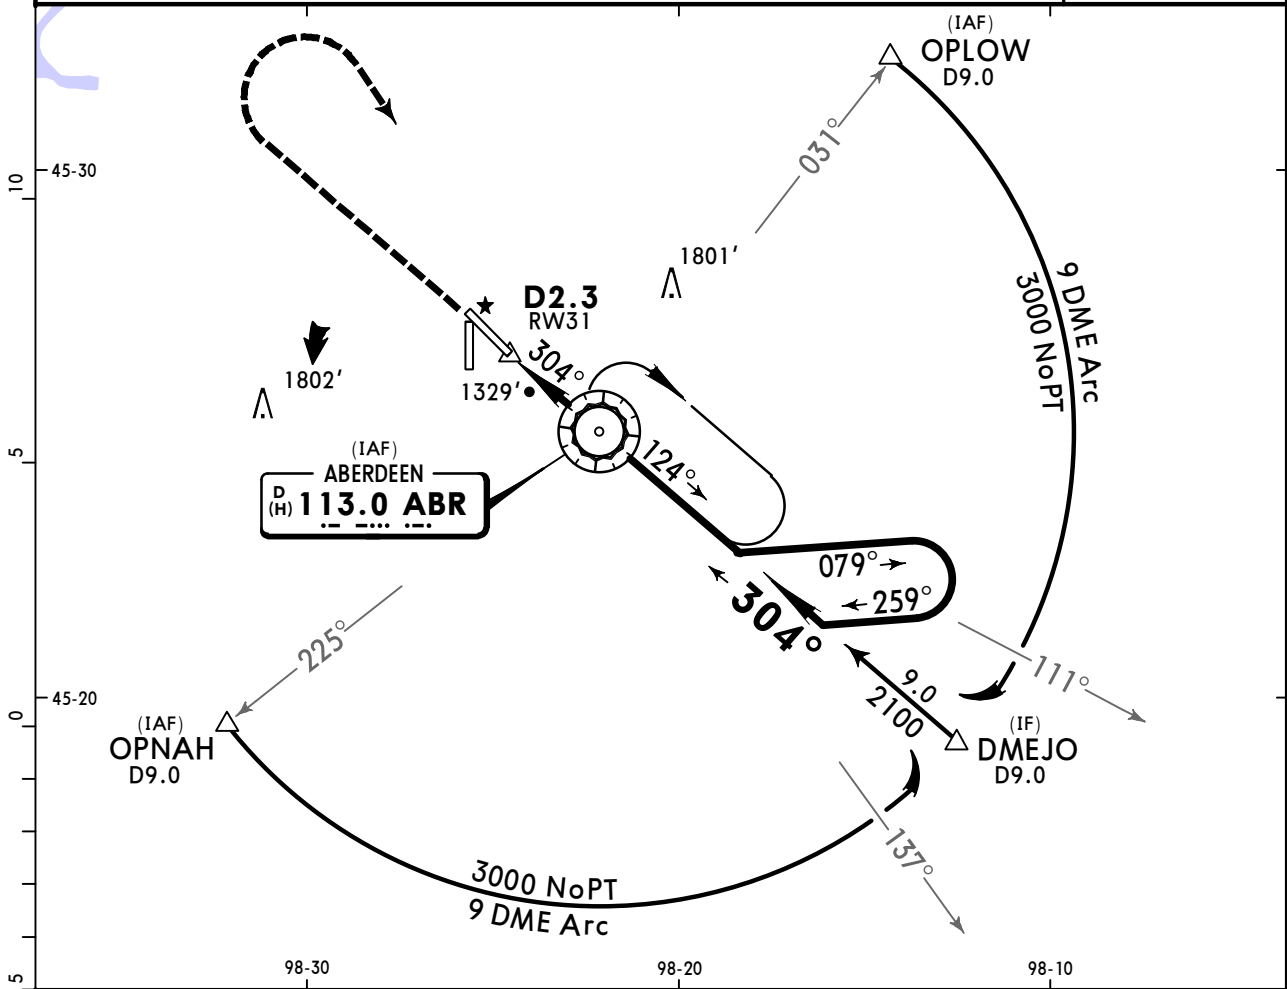 (IAF)
OPLOW
D9.0
031°
45-30
10
1801'
9 DME Arc
3000 NoPT
D2.3
RW31
304°
1802'
1329'
(IAF)
ABERDEEN
D
(H)
113.0 ABR
124°
5
079°
259°
304°
225°
111°
45-20
0
9.0
2100
(IAF)
OPNAH
D9.0
(IF)
DMEJO
D9.0
137°
3000 NoPT
9 DME Arc
98-30
98-20
98-10
5